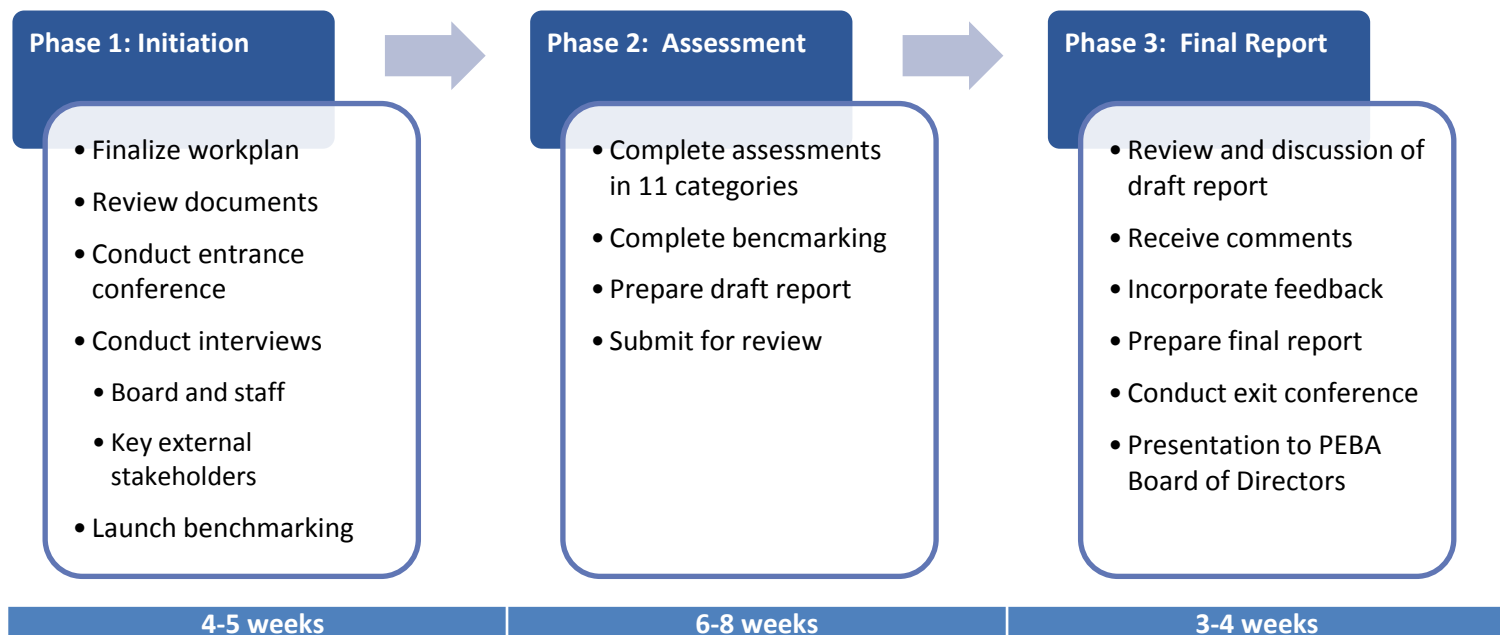 Phase 1: Initiation
• Finalize workplan
• Review documents
• Conduct entrance
conference
• Conduct interviews
• Board and staff
• Key external
stakeholders
• Launch benchmarking
4-5 weeks
Phase 2:  Assessment
• Complete assessments
in 11 categories
• Complete bencmarking
• Prepare draft report
• Submit for review
6-8 weeks
Phase 3:  Final Report
• Review and discussion of
draft report
• Receive comments
• Incorporate feedback
• Prepare final report
• Conduct exit conference
• Presentation to PEBA
Board of Directors
3-4 weeks